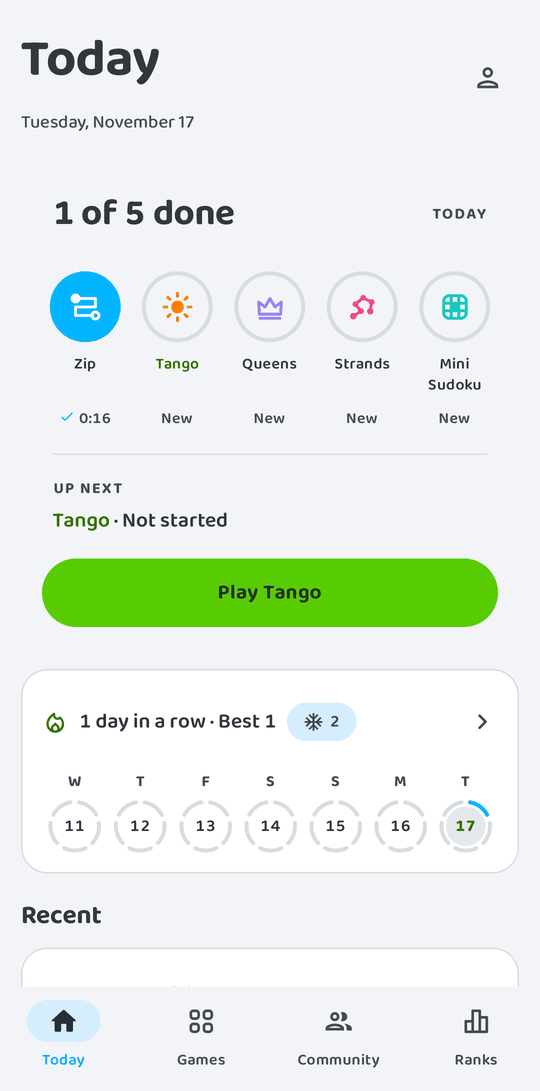 Today
Tuesday, November 17
1 of 5 done
TODAY
Zip
Tango
Queens
Strands
Mini
Sudoku
0:16
New
New
New
New
UP NEXT
Tango · Not started
Play Tango
1 day in a row · Best 1
2
W T F S S M T
11 12 13 14 15 16 17
Recent
Today
Games
Community
Ranks